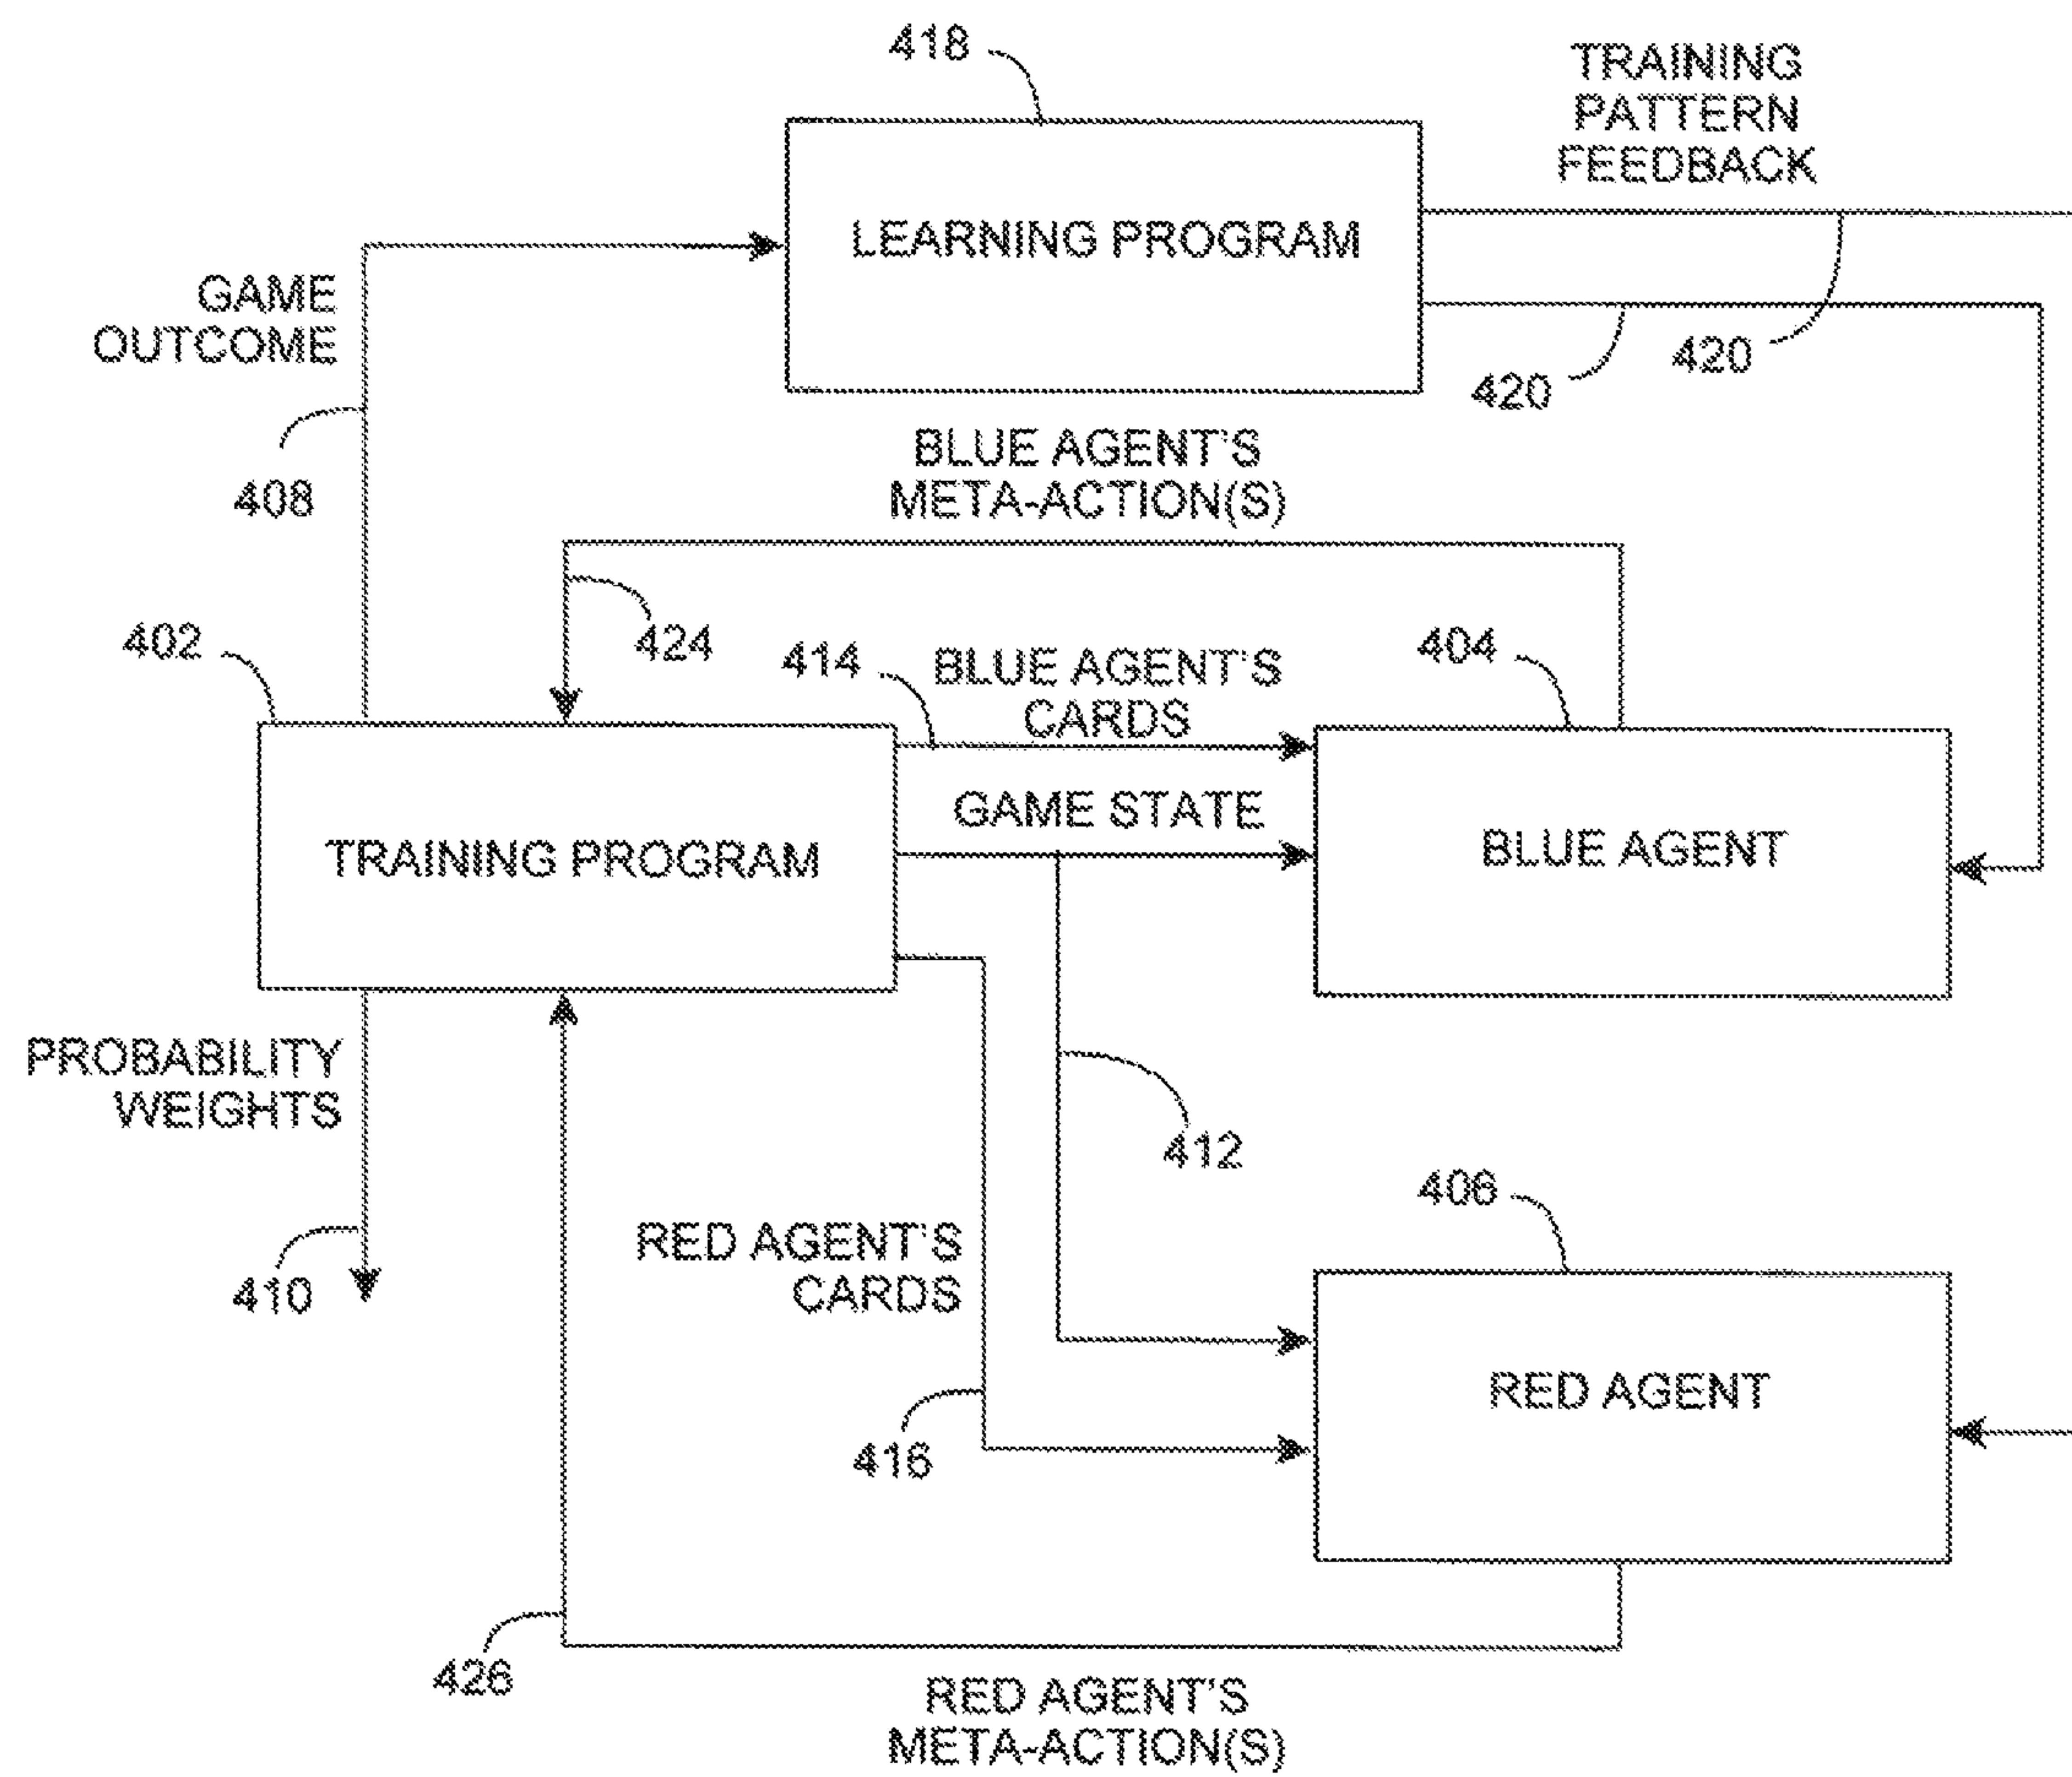 418
TRAINING
PATTERN
FEEDBACK
LEARNING PROGRAM
GAME
OUTCOME
420
420
408
BLUE AGENT'S
META-ACTION(S)
402
424
414
BLUE AGENT'S
CARDS
404
GAME STATE
TRAINING PROGRAM
BLUE AGENT
PROBABILITY
WEIGHTS
412
406
RED AGENT'S
CARDS
410
RED AGENT
416
426
RED AGENT'S
META-ACTION(S)